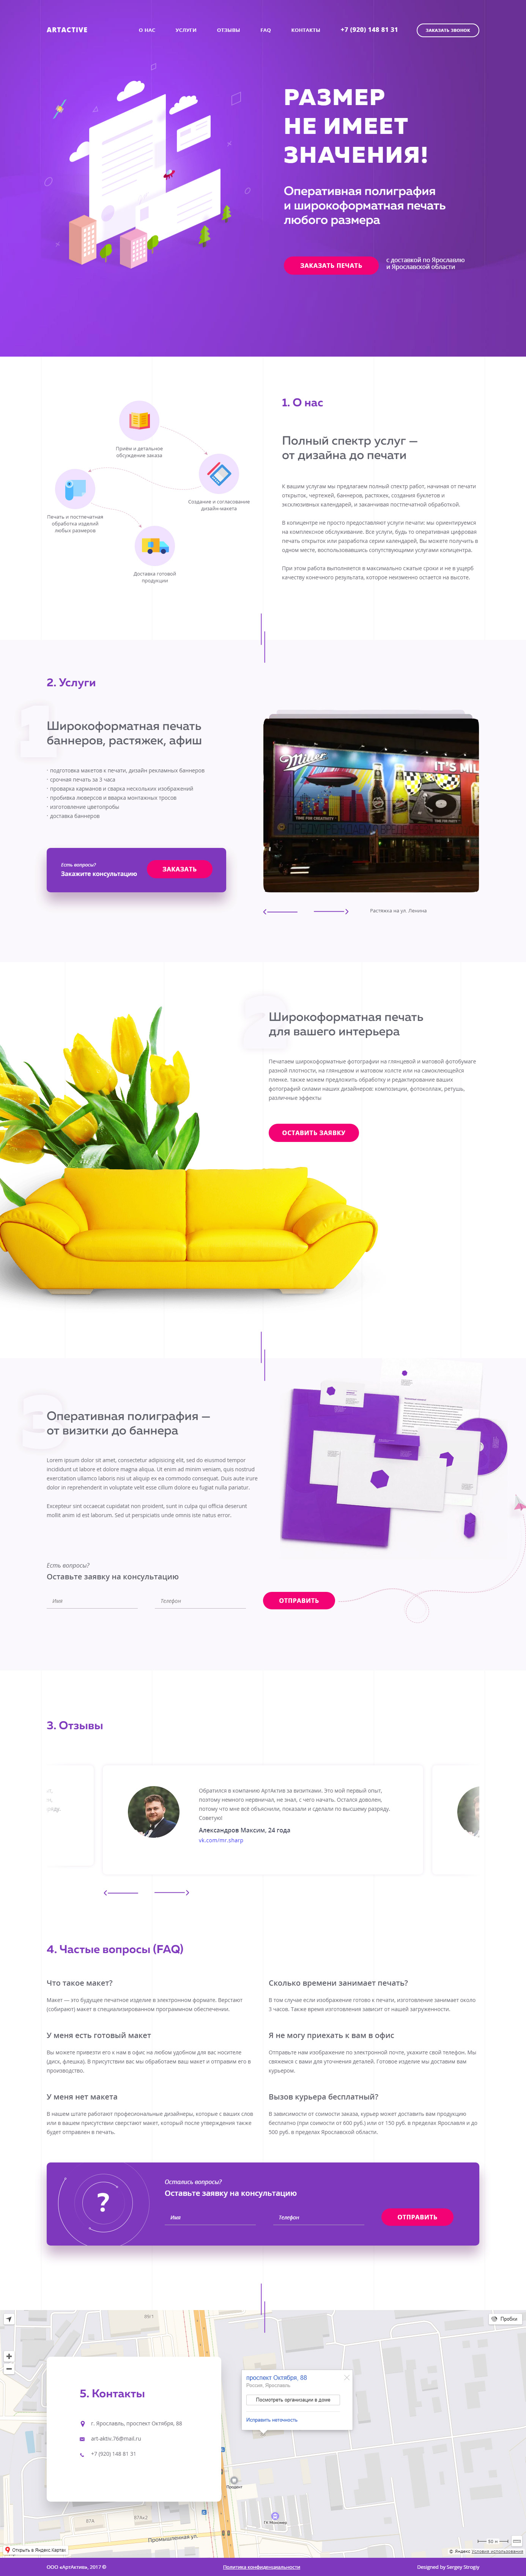 ARTACTIVE
О НАС
УСЛУГИ
ОТЗЫВЫ
FAQ
КОНТАКТЫ
+7 (920) 148 81 31
ЗАКАЗАТЬ ЗВОНОК
РАЗМЕР
НЕ ИМЕЕТ
ЗНАЧЕНИЯ!
Оперативная полиграфия
и широкоформатная печать
любого размера
ЗАКАЗАТЬ ПЕЧАТЬ
с доставкой по Ярославлю
и Ярославской области
1. О нас
Полный спектр услуг —
от дизайна до печати
Приём и детальное
обсуждение заказа
Создание и согласование
дизайн-макета
Печать и постпечатная
обработка изделий
любых размеров
Доставка готовой
продукции
К вашим услугам мы предлагаем полный спектр работ, начиная от печати
открыток, чертежей, баннеров, растяжек, создания буклетов и
эксклюзивных календарей, и заканчивая постпечатной обработкой.
В копицентре не просто предоставляют услуги печати: мы ориентируемся
на комплексное обслуживание. Все услуги, будь то оперативная цифровая
печать открыток или разработка серии календарей, Вы можете получить в
одном месте, воспользовавшись сопутствующими услугами копицентра.
При этом работа выполняется в максимально сжатые сроки и не в ущерб
качеству конечного результата, которое неизменно остается на высоте.
2. Услуги
1
Широкоформатная печать
баннеров, растяжек, афиш
· подготовка макетов к печати, дизайн рекламных баннеров
· срочная печать за 3 часа
· проварка карманов и сварка нескольких изображений
· пробивка люверсов и вварка монтажных тросов
· изготовление цветопробы
· доставка баннеров
Есть вопросы?
Закажите консультацию
ЗАКАЗАТЬ
Miller
IT'S MIL
Растяжка на ул. Ленина
2
Широкоформатная печать
для вашего интерьера
Печатаем широкоформатные фотографии на глянцевой и матовой фотобумаге
разной плотности, на глянцевом и матовом холсте или на самоклеющейся
пленке. также можем предложить обработку и редактирование ваших
фотографий силами наших дизайнеров: композиции, фотоколлаж, ретушь,
различные эффекты
ОСТАВИТЬ ЗАЯВКУ
3
Оперативная полиграфия —
от визитки до баннера
Lorem ipsum dolor sit amet, consectetur adipisicing elit, sed do eiusmod tempor
incididunt ut labore et dolore magna aliqua. Ut enim ad minim veniam, quis nostrud
exercitation ullamco laboris nisi ut aliquip ex ea commodo consequat. Duis aute irure
dolor in reprehenderit in voluptate velit esse cillum dolore eu fugiat nulla pariatur.
Excepteur sint occaecat cupidatat non proident, sunt in culpa qui officia deserunt
mollit anim id est laborum. Sed ut perspiciatis unde omnis iste natus error.
Есть вопросы?
Оставьте заявку на консультацию
Имя
Телефон
ОТПРАВИТЬ
3. Отзывы
Обратился в компанию АртАктив за визитками. Это мой первый опыт,
поэтому немного нервничал, не знал, с чего начать. Остался доволен,
потому что мне всё объяснили, показали и сделали по высшему разряду.
Советую!
Александров Максим, 24 года
vk.com/mr.zharp
4. Частые вопросы (FAQ)
Что такое макет?
Макет — это будущее печатное изделие в электронном формате. Верстают
(собирают) макет в специализированном программном обеспечении.
Сколько времени занимает печать?
В том случае если изображение готово к печати, изготовление занимает около
3 часов. Также время изготовления зависит от нашей загруженности.
У меня есть готовый макет
Вы можете привезти его к нам в офис на любом удобном для вас носителе
(диск, флешка). В присутствии вас мы обработаем ваш макет и отправим его в
производство.
Я не могу приехать к вам в офис
Отправьте нам изображение по электронной почте, укажите свой телефон. Мы
свяжемся с вами для уточнения деталей. Готовое изделие мы доставим вам
курьером.
У меня нет макета
В нашем штате работают профессиональные дизайнеры, которые с ваших слов
или в вашем присутствии сверстают макет, который после утверждения также
будет отправлен в печать.
Вызов курьера бесплатный?
В зависимости от соимости заказа, курьер может доставить вам продукцию
бесплатно (при соимости от 600 руб.) или от 150 руб. в пределах Ярославля и до
500 руб. в пределах Ярославской области.
?
Остались вопросы?
Оставьте заявку на консультацию
Имя
Телефон
ОТПРАВИТЬ
Пробки
5. Контакты
г. Ярославль, проспект Октября, 88
art-aktiv.76@mail.ru
+7 (920) 148 81 31
проспект Октября, 88
Россия, Ярославль
Посмотреть организации в доме
Исправить неточность
Продмет
87А
Промышленная ул.
Открыть в Яндекс.Картах
© Яндекс Условия использования
ООО «АртАктив», 2017 ©
Политика конфиденциальности
Designed by Sergey Strogiy